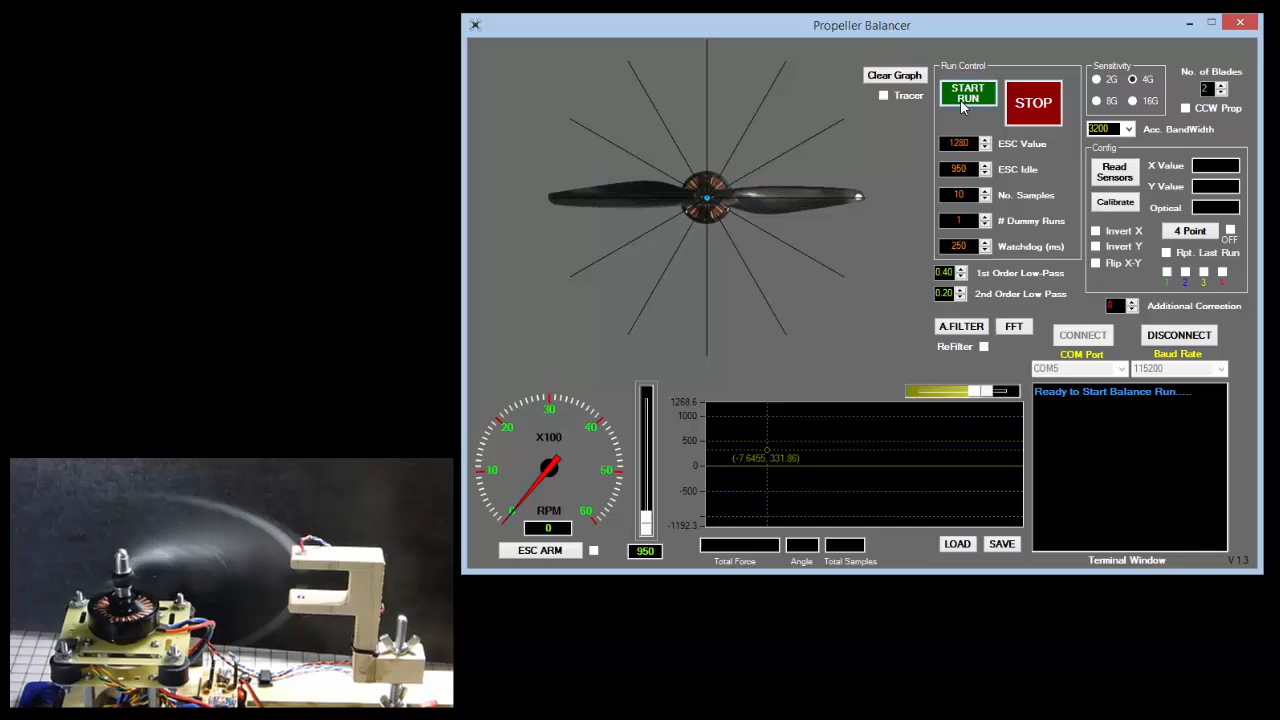 Propeller Balancer
Clear Graph
Tracer
Run Control
START RUN
STOP
1280 ESC Value
950 ESC Idle
10 No. Samples
1 # Dummy Runs
250 Watchdog (ms)
0.40 1st Order Low-Pass
0.20 2nd Order Low Pass
A.FILTER FFT
ReFilter
Sensitivity
2G 4G
8G 16G
No. of Blades
2
CCW Prop
3200 Acc. BandWidth
Config
Read Sensors
Calibrate
X Value
Y Value
Optical
Invert X
Invert Y
Flip X-Y
4 Point
OFF
Rpt. Last Run
1 2 3 4
0 Additional Correction
CONNECT DISCONNECT
COM Port Baud Rate
COM5 115200
Ready to Start Balance Run.....
Terminal Window
V 1.3
0 10 20 30 40 50 60
X100
RPM
0
ESC ARM
950
1268.6
1000
500
0
-500
-1192.3
(-7.6455, 331.86)
LOAD SAVE
Total Force Angle Total Samples